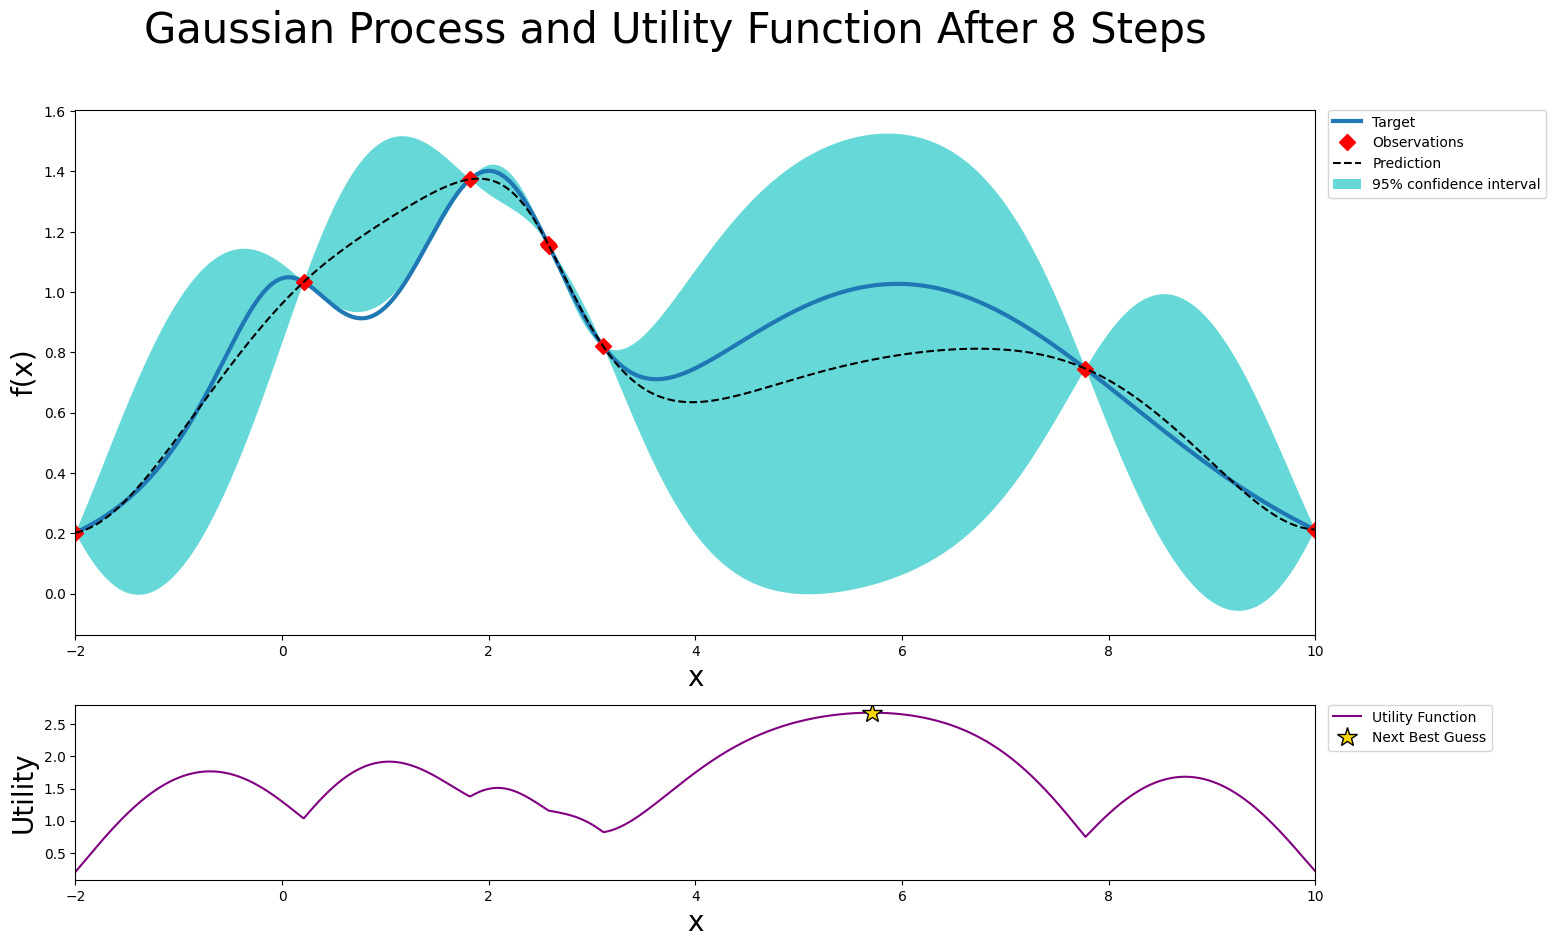 Gaussian Process and Utility Function After 8 Steps
1.6
1.4
1.2
1.0
0.8
0.6
0.4
0.2
0.0
f(x)
−2
0
2
4
6
8
10
x
Target
Observations
Prediction
95% confidence interval
2.5
2.0
1.5
1.0
0.5
Utility
−2
0
2
4
6
8
10
x
Utility Function
Next Best Guess